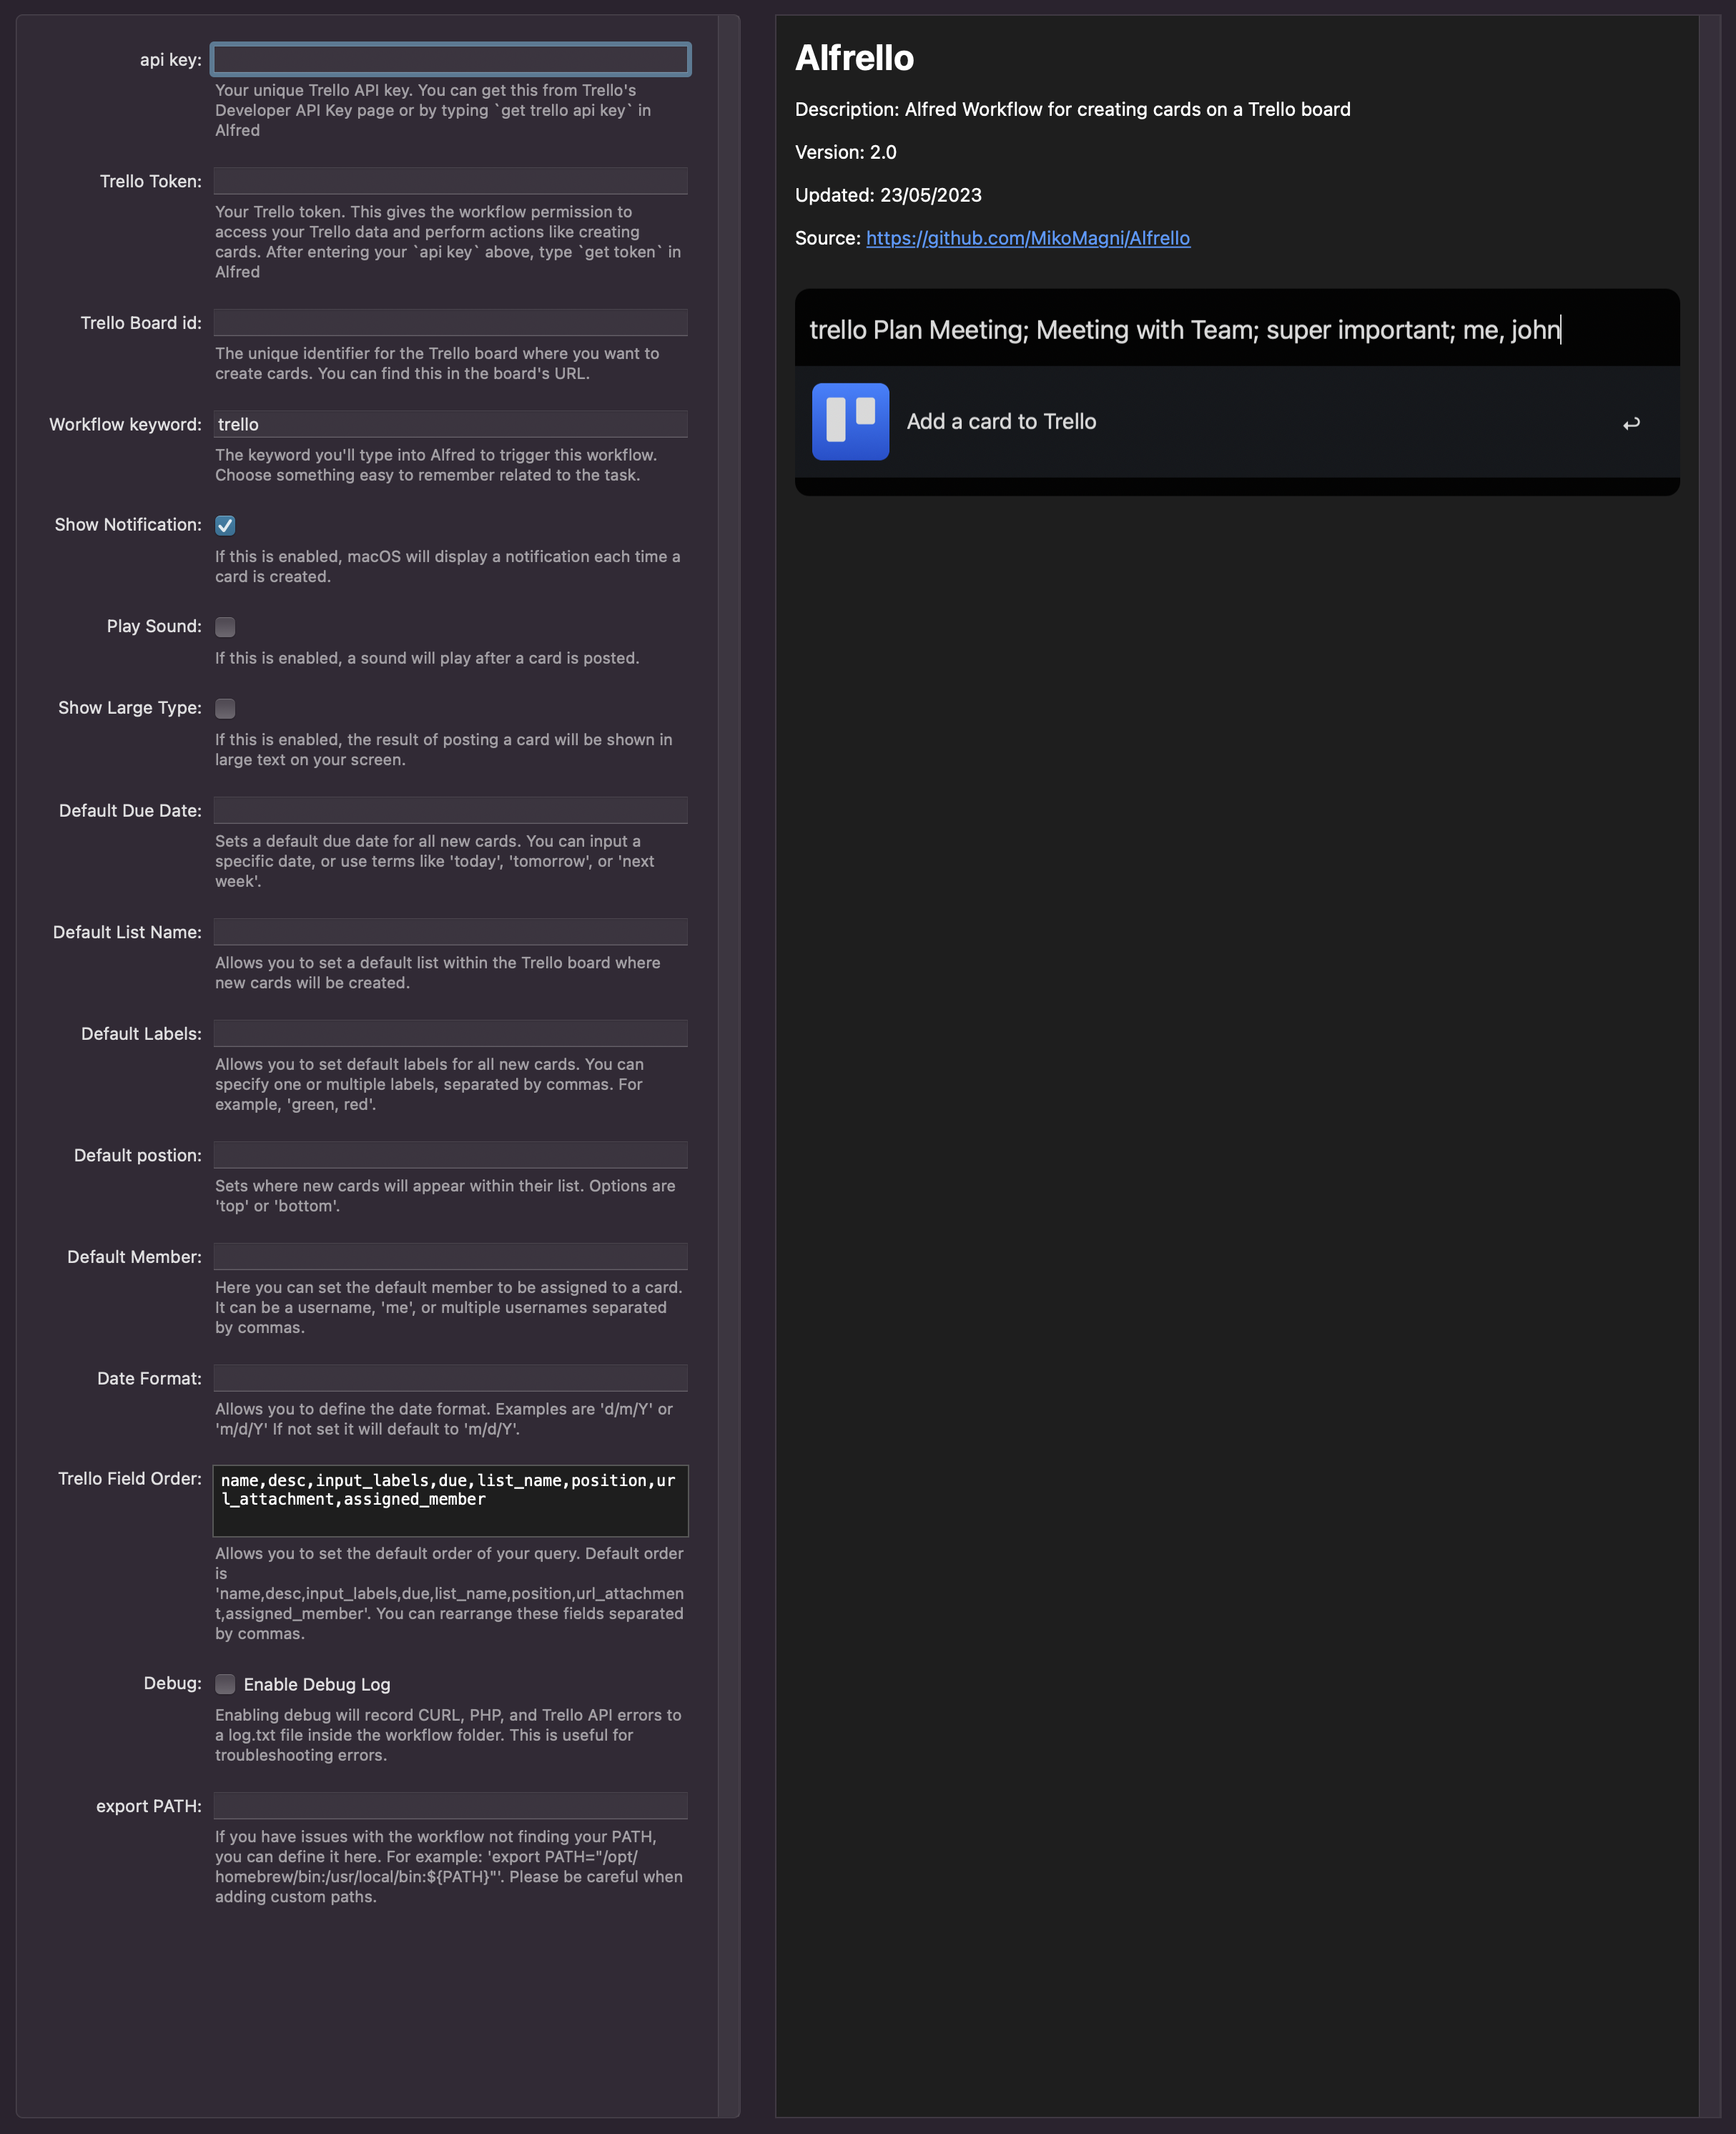 api key:
Your unique Trello API key. You can get this from Trello's
Developer API Key page or by typing `get trello api key` in
Alfred
Trello Token:
Your Trello token. This gives the workflow permission to
access your Trello data and perform actions like creating
cards. After entering your `api key` above, type `get token` in
Alfred
Trello Board id:
The unique identifier for the Trello board where you want to
create cards. You can find this in the board's URL.
Workflow keyword: trello
The keyword you'll type into Alfred to trigger this workflow.
Choose something easy to remember related to the task.
Show Notification:
If this is enabled, macOS will display a notification each time a
card is created.
Play Sound:
If this is enabled, a sound will play after a card is posted.
Show Large Type:
If this is enabled, the result of posting a card will be shown in
large text on your screen.
Default Due Date:
Sets a default due date for all new cards. You can input a
specific date, or use terms like 'today', 'tomorrow', or 'next
week'.
Default List Name:
Allows you to set a default list within the Trello board where
new cards will be created.
Default Labels:
Allows you to set default labels for all new cards. You can
specify one or multiple labels, separated by commas. For
example, 'green, red'.
Default postion:
Sets where new cards will appear within their list. Options are
'top' or 'bottom'.
Default Member:
Here you can set the default member to be assigned to a card.
It can be a username, 'me', or multiple usernames separated
by commas.
Date Format:
Allows you to define the date format. Examples are 'd/m/Y' or
'm/d/Y' If not set it will default to 'm/d/Y'.
Trello Field Order: name,desc,input_labels,due,list_name,position,ur
l_attachment,assigned_member
Allows you to set the default order of your query. Default order
is
'name,desc,input_labels,due,list_name,position,url_attachmen
t,assigned_member'. You can rearrange these fields separated
by commas.
Debug: Enable Debug Log
Enabling debug will record CURL, PHP, and Trello API errors to
a log.txt file inside the workflow folder. This is useful for
troubleshooting errors.
export PATH:
If you have issues with the workflow not finding your PATH,
you can define it here. For example: 'export PATH="/opt/
homebrew/bin:/usr/local/bin:${PATH}"'. Please be careful when
adding custom paths.
Alfrello
Description: Alfred Workflow for creating cards on a Trello board
Version: 2.0
Updated: 23/05/2023
Source: https://github.com/MikoMagni/Alfrello
trello Plan Meeting; Meeting with Team; super important; me, john
Add a card to Trello